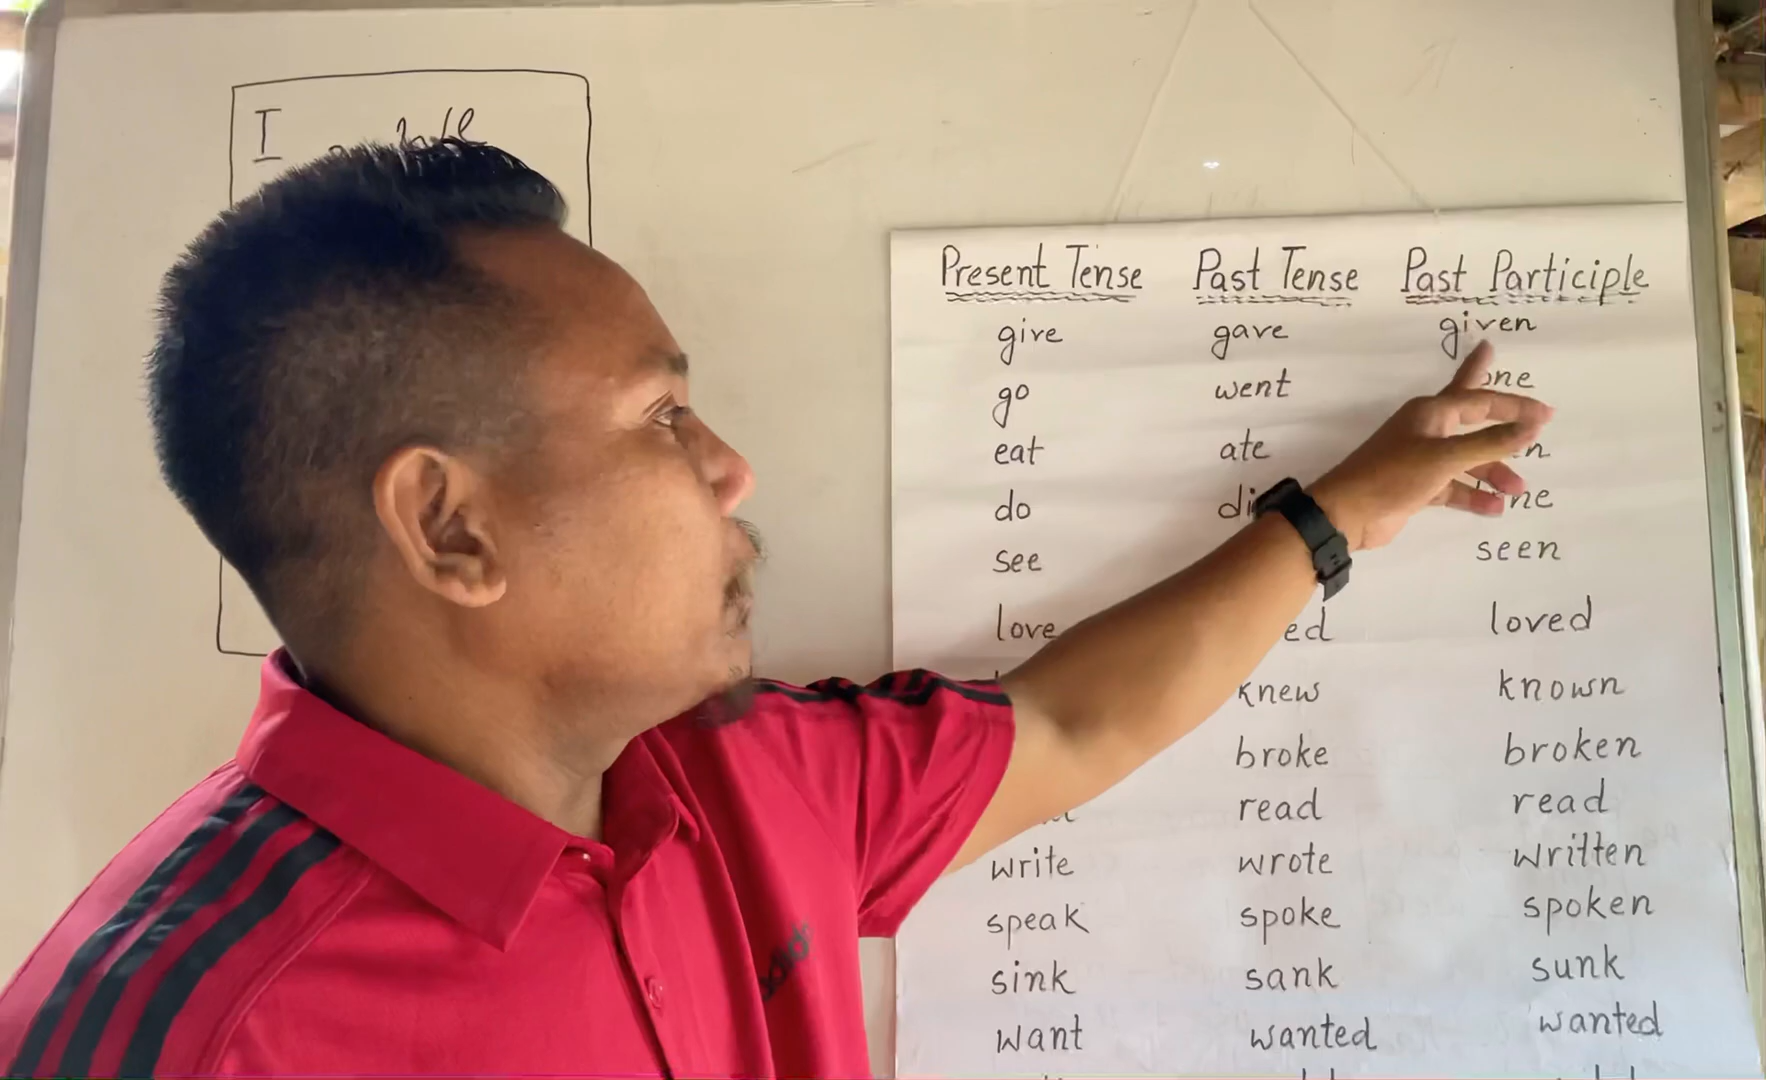 I
Present Tense Past Tense Past Participle
give gave given
go went
eat ate
do
see seen
love loved
knew known
broke broken
read read
write wrote written
speak spoke spoken
sink sank sunk
want wanted wanted